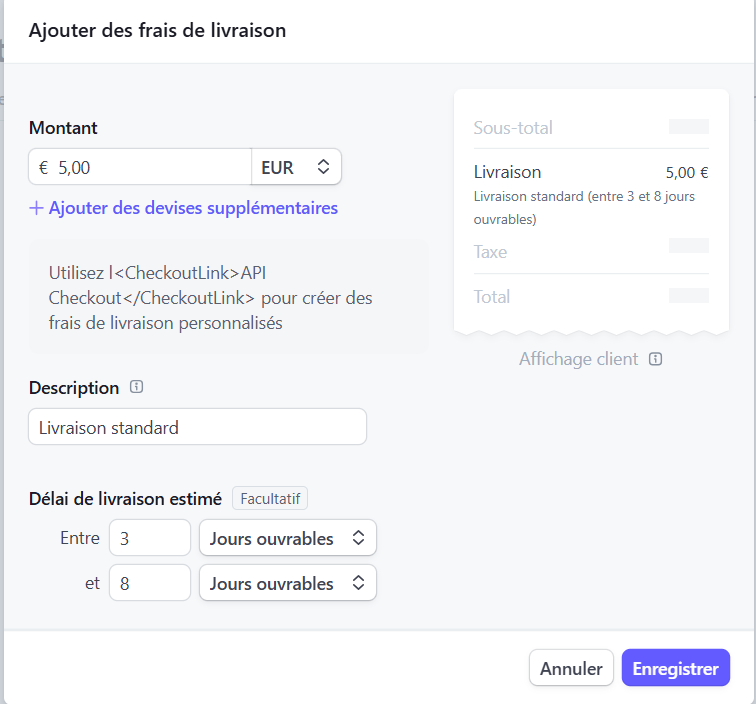 Ajouter des frais de livraison
Montant
€ 5,00 EUR
+ Ajouter des devises supplémentaires
Utilisez l<CheckoutLink>API
Checkout</CheckoutLink> pour créer des
frais de livraison personnalisés
Description
Livraison standard
Délai de livraison estimé Facultatif
Entre 3 Jours ouvrables
et 8 Jours ouvrables
Sous-total
Livraison 5,00 €
Livraison standard (entre 3 et 8 jours
ouvrables)
Taxe
Total
Affichage client
Annuler Enregistrer